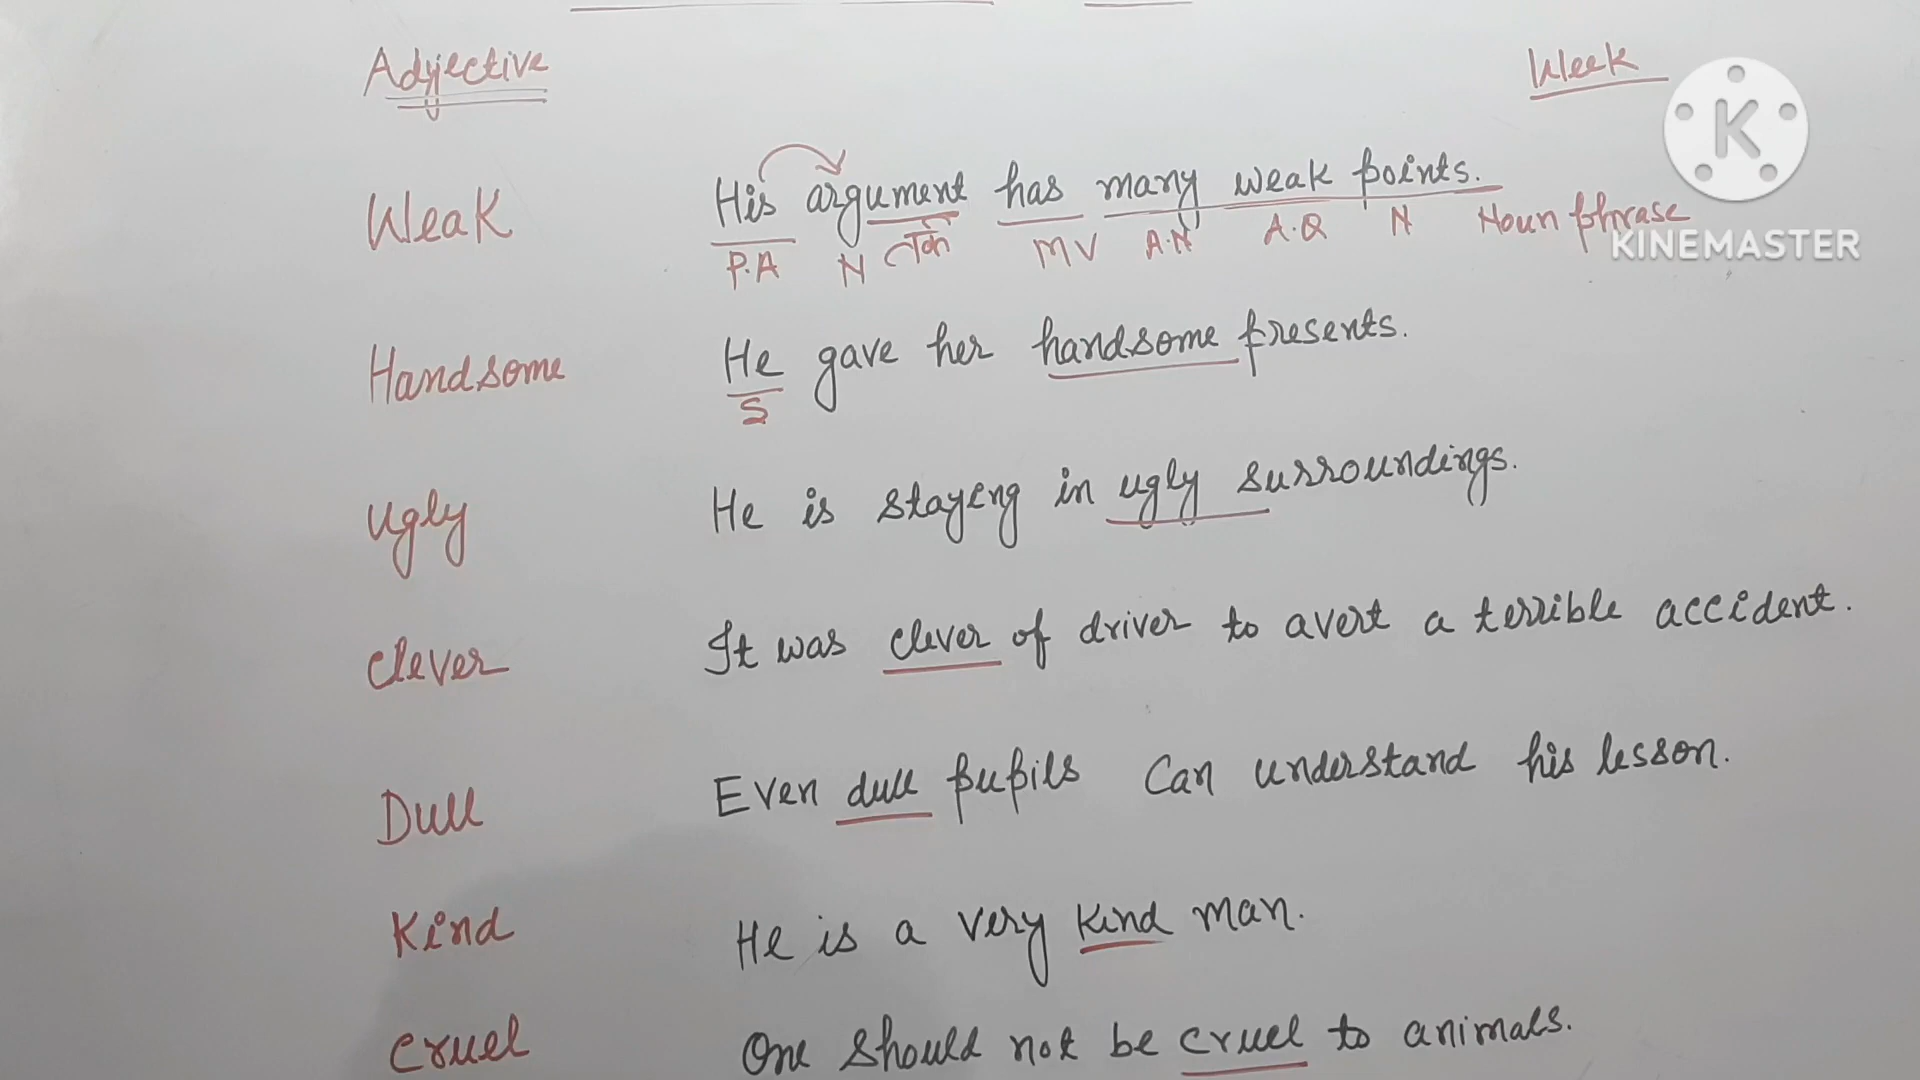 Adjective
Week
K
KINEMASTER
Weak His argument has many weak points.
P.A N तर्क MV A.N A.Q N Noun phrase
Handsome He gave her handsome presents.
S
Ugly He is staying in ugly surroundings.
Clever It was clever of driver to avert a terrible accident.
Dull Even dull pupils Can understand his lesson.
Kind He is a very kind man.
Cruel One should not be cruel to animals.